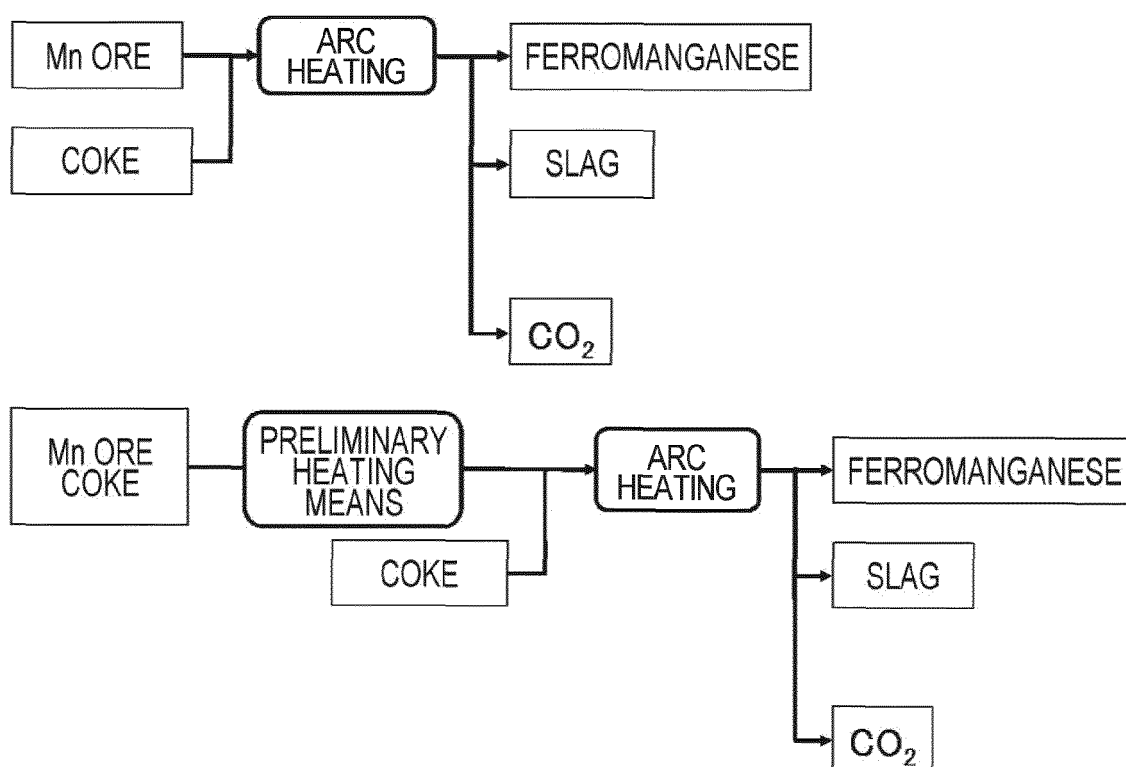 Mn ORE
ARC
HEATING
FERROMANGANESE
COKE
SLAG
CO₂
Mn ORE
COKE
PRELIMINARY
HEATING
MEANS
ARC
HEATING
FERROMANGANESE
COKE
SLAG
CO₂